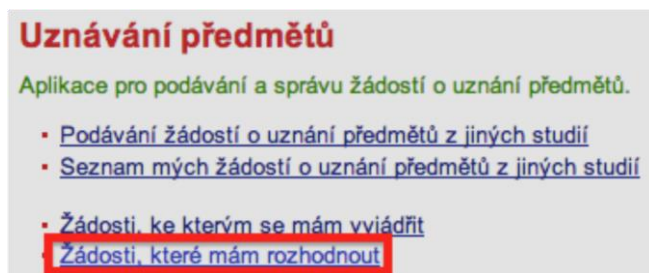 Uznávání předmětů
Aplikace pro podávání a správu žádostí o uznání předmětů.
Podávání žádostí o uznání předmětů z jiných studií
Seznam mých žádostí o uznání předmětů z jiných studií
Žádosti, ke kterým se mám vyjádřit
Žádosti, které mám rozhodnout